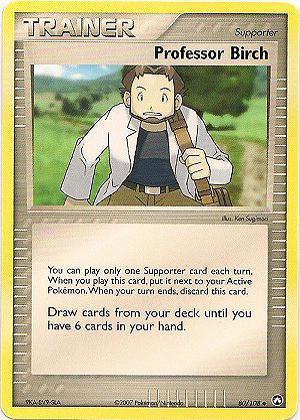 TRAINER
Supporter
Professor Birch
illus. Ken Sugimori
You can play only one Supporter card each turn.
When you play this card, put it next to your Active
Pokémon. When your turn ends, discard this card.
Draw cards from your deck until you
have 6 cards in your hand.
©2007 Pokémon/Nintendo
80/108